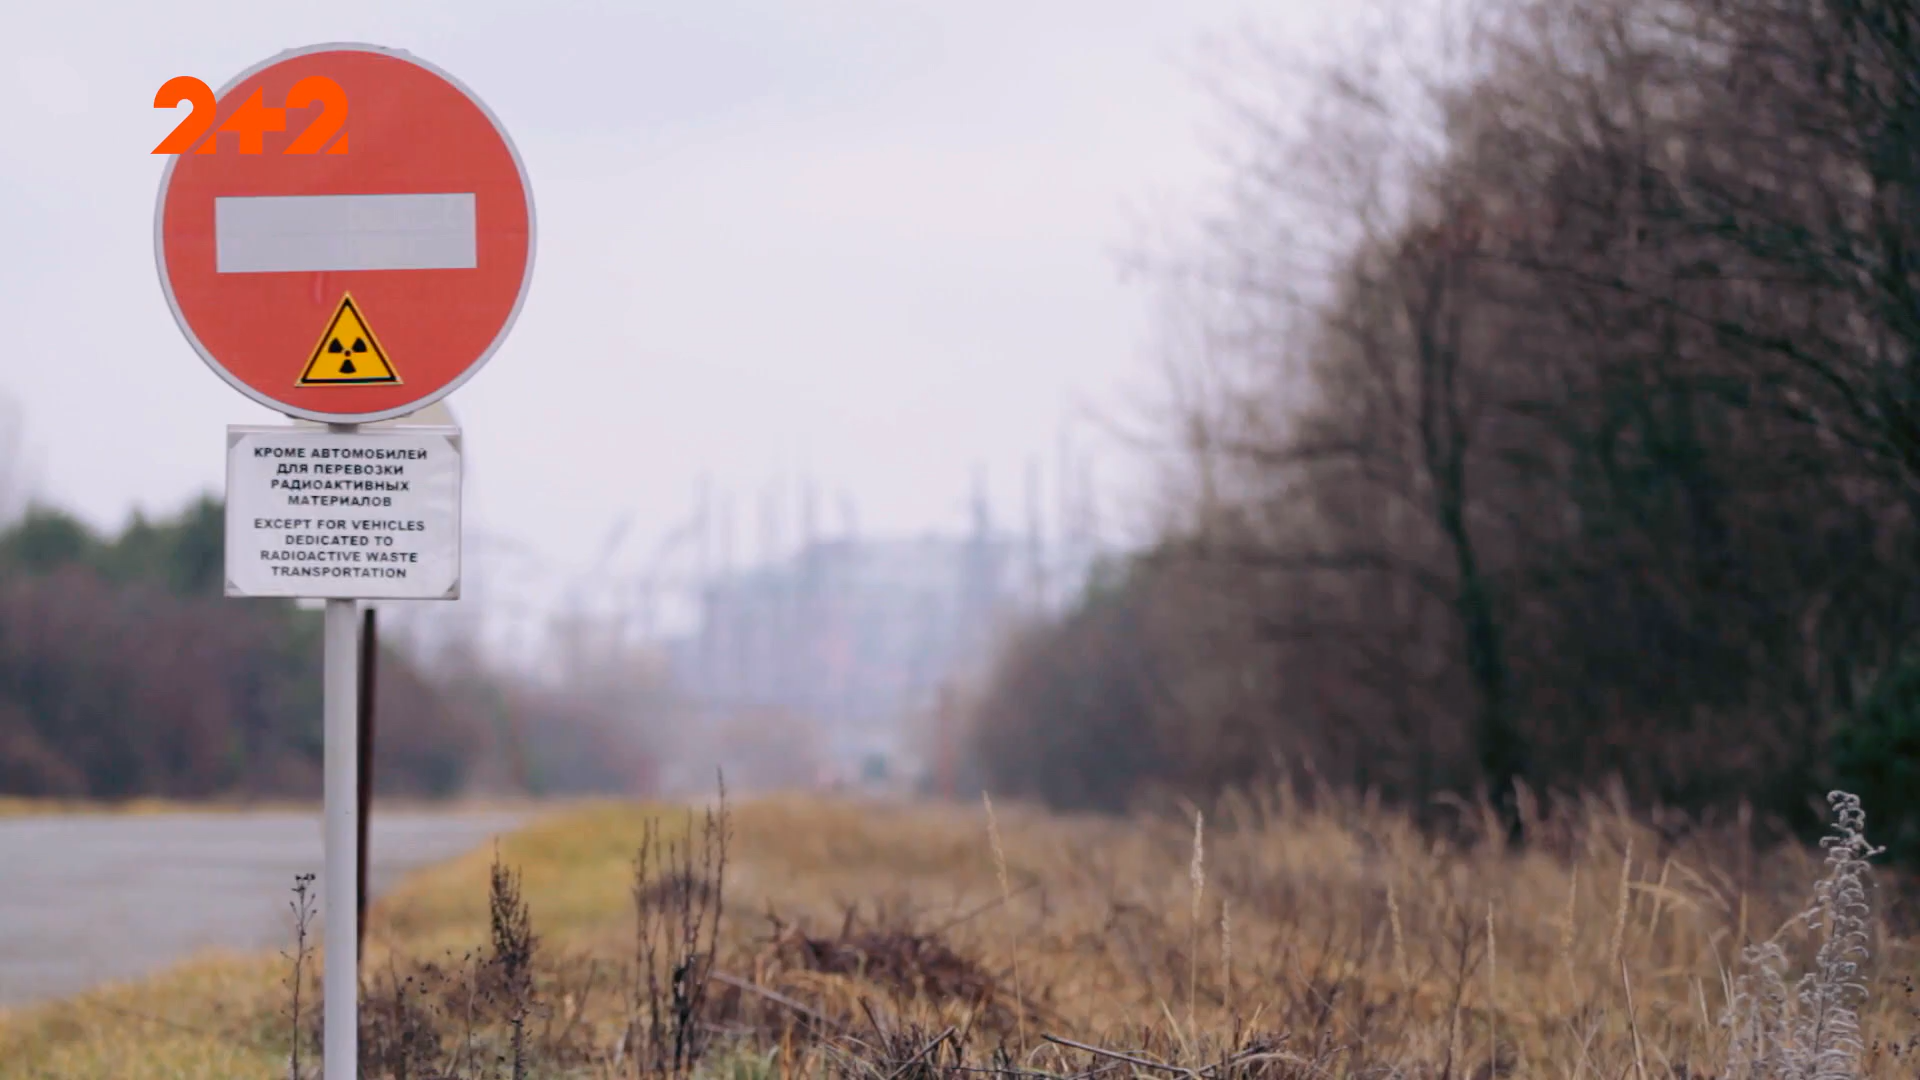 2+2
КРОМЕ АВТОМОБИЛЕЙ
ДЛЯ ПЕРЕВОЗКИ
РАДИОАКТИВНЫХ
МАТЕРИАЛОВ
EXCEPT FOR VEHICLES
DEDICATED TO
RADIOACTIVE WASTE
TRANSPORTATION